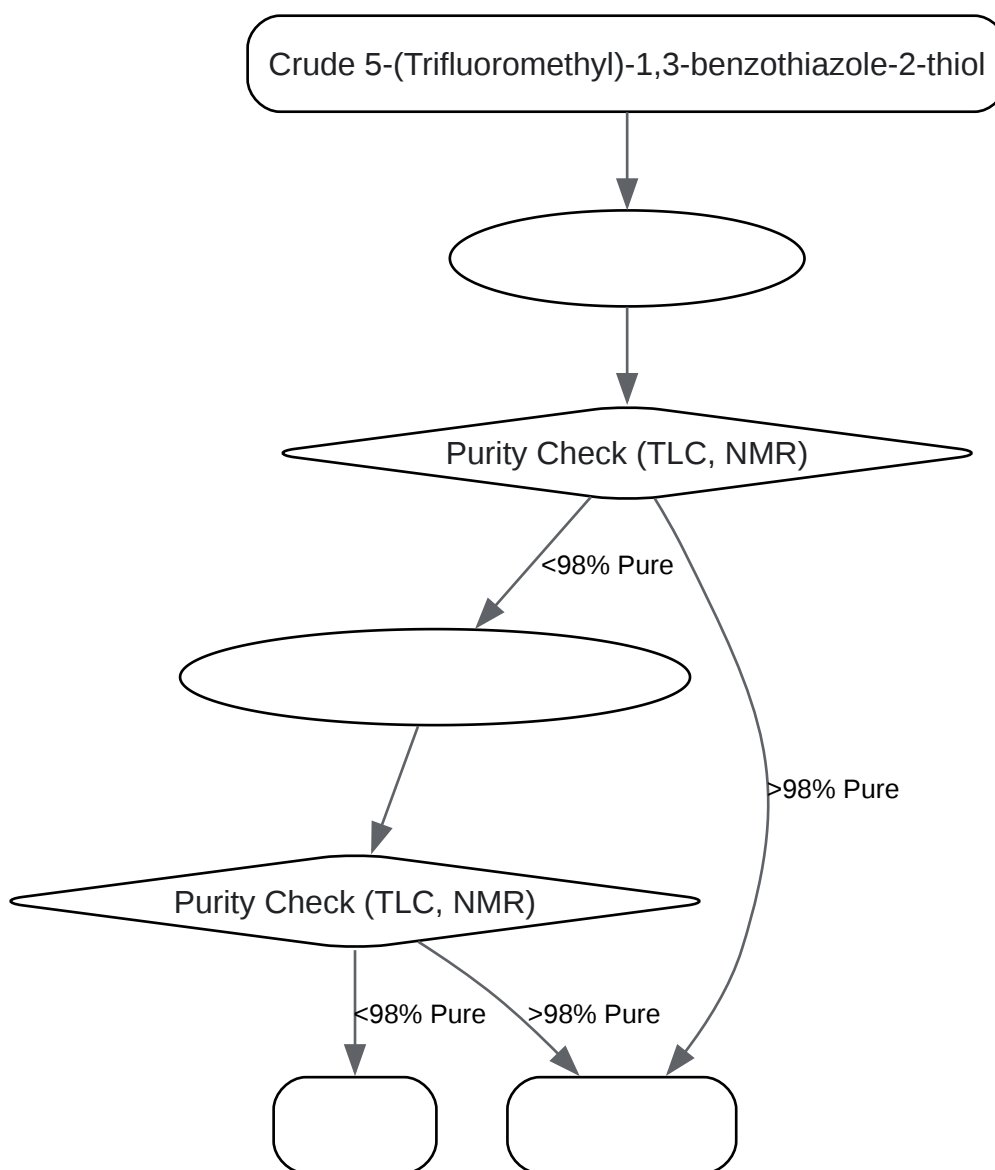 Crude 5-(Trifluoromethyl)-1,3-benzothiazole-2-thiol
Purity Check (TLC, NMR)
<98% Pure
>98% Pure
Purity Check (TLC, NMR)
<98% Pure
>98% Pure